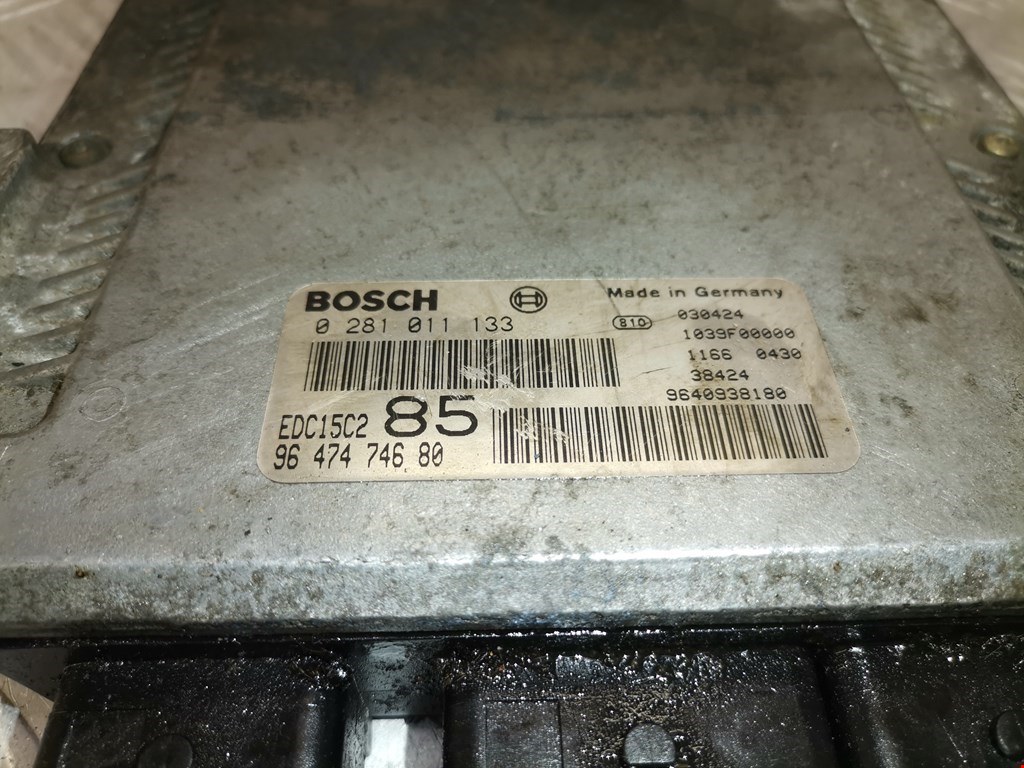 BOSCH
0 281 011 133
EDC15C2 85
96 474 746 80
Made in Germany
810 030424
1039F00000
1166 0430
38424
9640938180